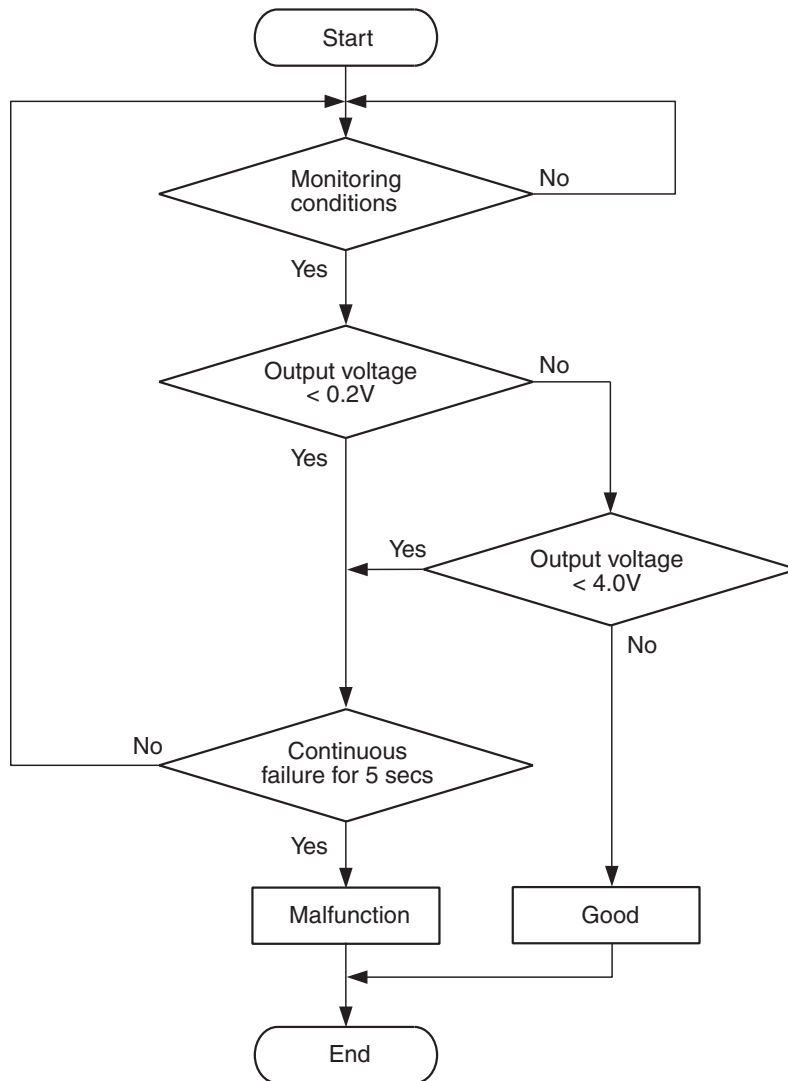 Start
Monitoring
conditions
No
Yes
Output voltage
< 0.2V
No
Yes
Output voltage
< 4.0V
Yes
No
Continuous
failure for 5 secs
No
Yes
Malfunction
Good
End